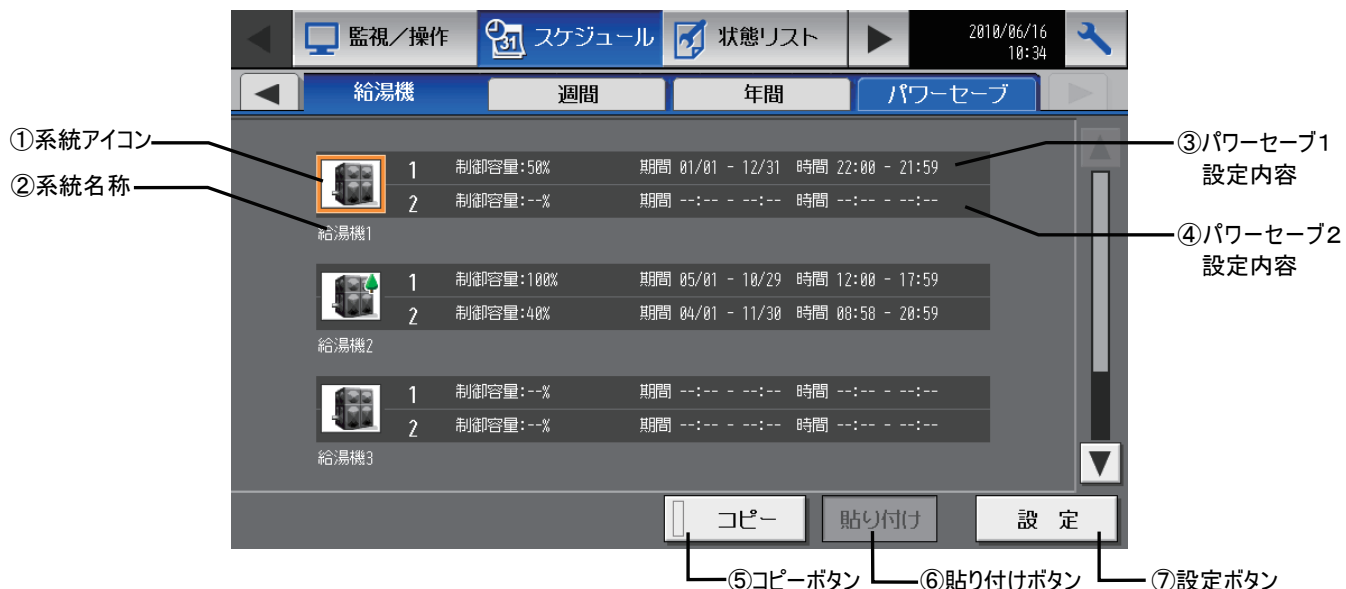 監視／操作
31 スケジュール
状態リスト
2010/06/16
10:34
給湯機
週間
年間
パワーセーブ
①系統アイコン
②系統名称
1 制御容量:50% 期間 01/01 - 12/31 時間 22:00 - 21:59
2 制御容量:--% 期間 --:-- - --:-- 時間 --:-- - --:--
給湯機1
③パワーセーブ1
設定内容
④パワーセーブ2
設定内容
1 制御容量:100% 期間 05/01 - 10/29 時間 12:00 - 17:59
2 制御容量:40% 期間 04/01 - 11/30 時間 08:58 - 20:59
給湯機2
1 制御容量:--% 期間 --:-- - --:-- 時間 --:-- - --:--
2 制御容量:--% 期間 --:-- - --:-- 時間 --:-- - --:--
給湯機3
コピー
貼り付け
設 定
⑤コピーボタン
⑥貼り付けボタン
⑦設定ボタン